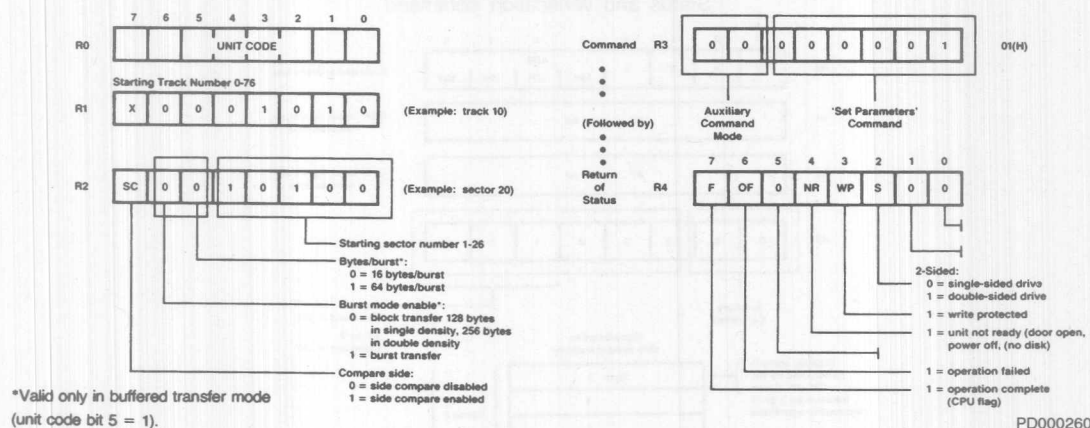 7 6 5 4 3 2 1 0
R0 UNIT CODE
Starting Track Number 0-76
R1 X 0 0 0 1 0 1 0 (Example: track 10)
R2 SC 0 0 1 0 1 0 0 (Example: sector 20)
Starting sector number 1-26
Bytes/burst*:
0 = 16 bytes/burst
1 = 64 bytes/burst
Burst mode enable*:
0 = block transfer 128 bytes
in single density, 256 bytes
in double density
1 = burst transfer
Compare side:
0 = side compare disabled
1 = side compare enabled
*Valid only in buffered transfer mode
(unit code bit 5 = 1).
Command R3 0 0 0 0 0 0 0 1 01(H)
(Followed by)
Auxiliary
Command
Mode
'Set Parameters'
Command
Return
of
Status
7 6 5 4 3 2 1 0
R4 F OF 0 NR WP S 0 0
2-Sided:
0 = single-sided drive
1 = double-sided drive
1 = write protected
1 = unit not ready (door open,
power off, (no disk)
1 = operation failed
1 = operation complete
(CPU flag)
PD000260